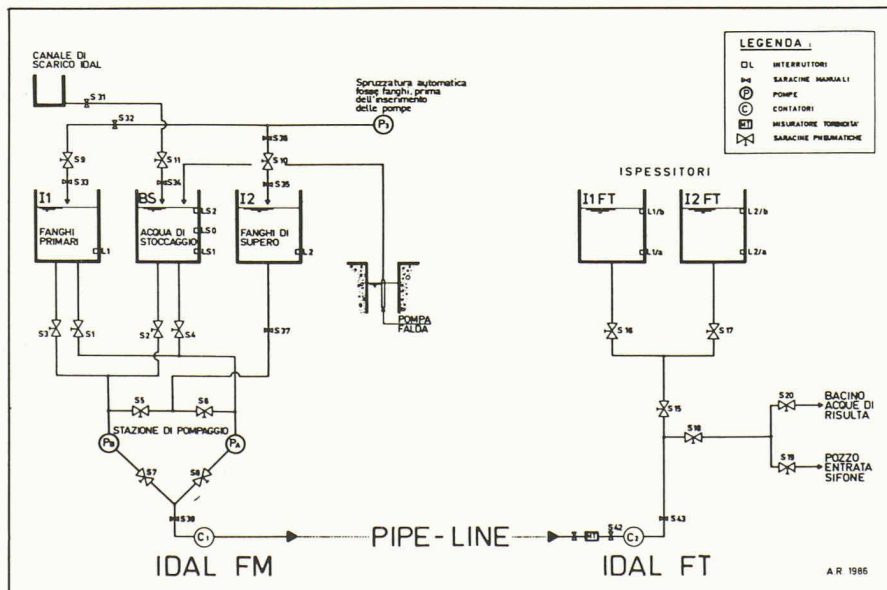 CANALE DI
SCARICO IDAL
S31
S32
Spruzzatura automatica
fosse fanghi, prima
dell'inserimento
delle pompe
P3
S36
S9
S11
S10
S33
S34
S35
LEGENDA :
L INTERRUTTORI
SARACINE MANUALI
P POMPE
C CONTATORI
MT MISURATORE TORBIDITA'
SARACINE PNEUMATICHE
I1
FANGHI
PRIMARI
L1
BS
ACQUA DI
STOCCAGGIO
LS2
LS0
LS1
I2
FANGHI DI
SUPERO
L2
ISPESSITORI
I1 FT
L1/b
L1/a
I2 FT
L2/b
L2/a
POMPA
FALDA
S3
S1
S2
S4
S37
S16
S17
S5
S6
S15
S18
S20
BACINO
ACQUE DI
RISULTA
STAZIONE DI POMPAGGIO
PB
PA
S7
S8
S19
POZZO
ENTRATA
SIFONE
S38
C1
PIPE-LINE
MT
S42
C2
S43
IDAL FM
IDAL FT
A.R. 1986